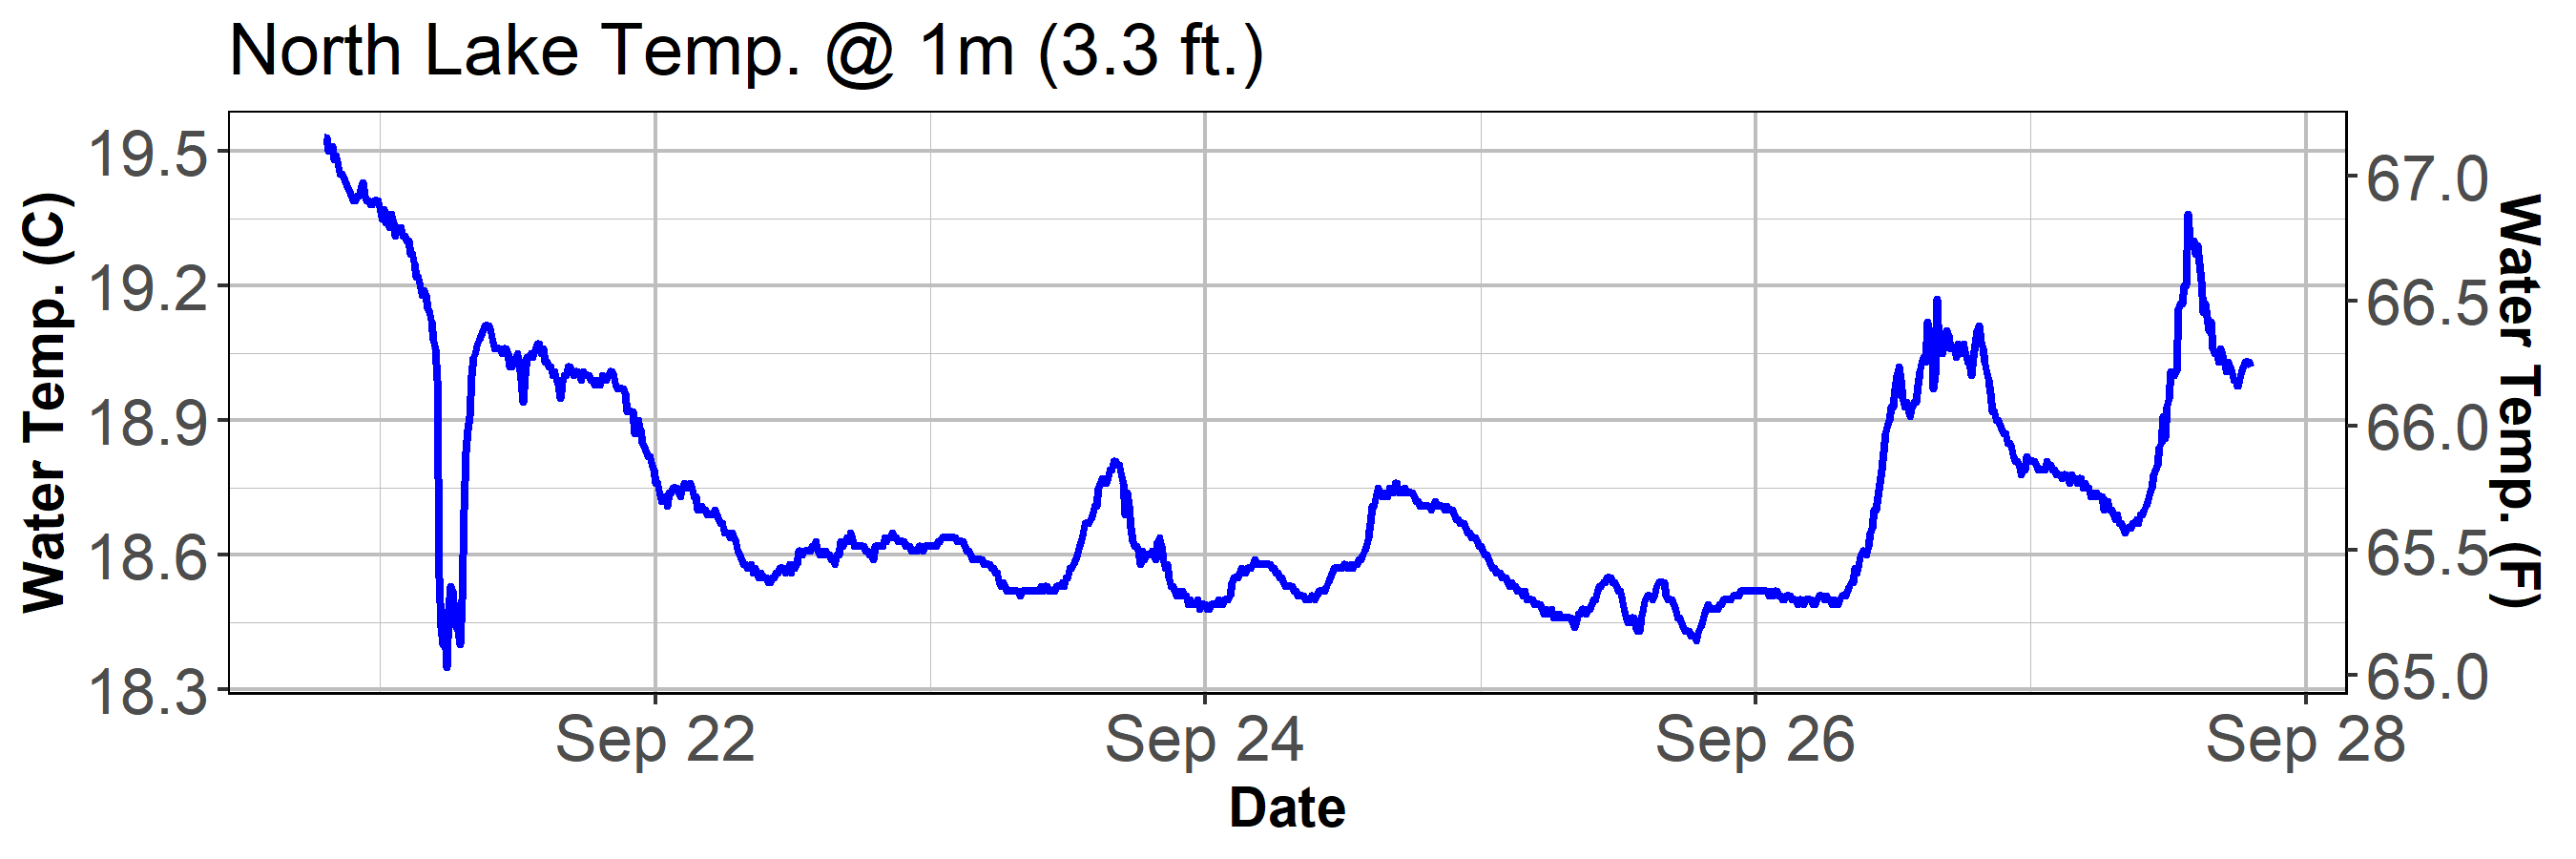 North Lake Temp. @ 1m (3.3 ft.)
Water Temp. (C)
19.5
19.2
18.9
18.6
18.3
67.0
66.5
66.0
65.5
65.0
Water Temp. (F)
Sep 22 Sep 24 Sep 26 Sep 28
Date